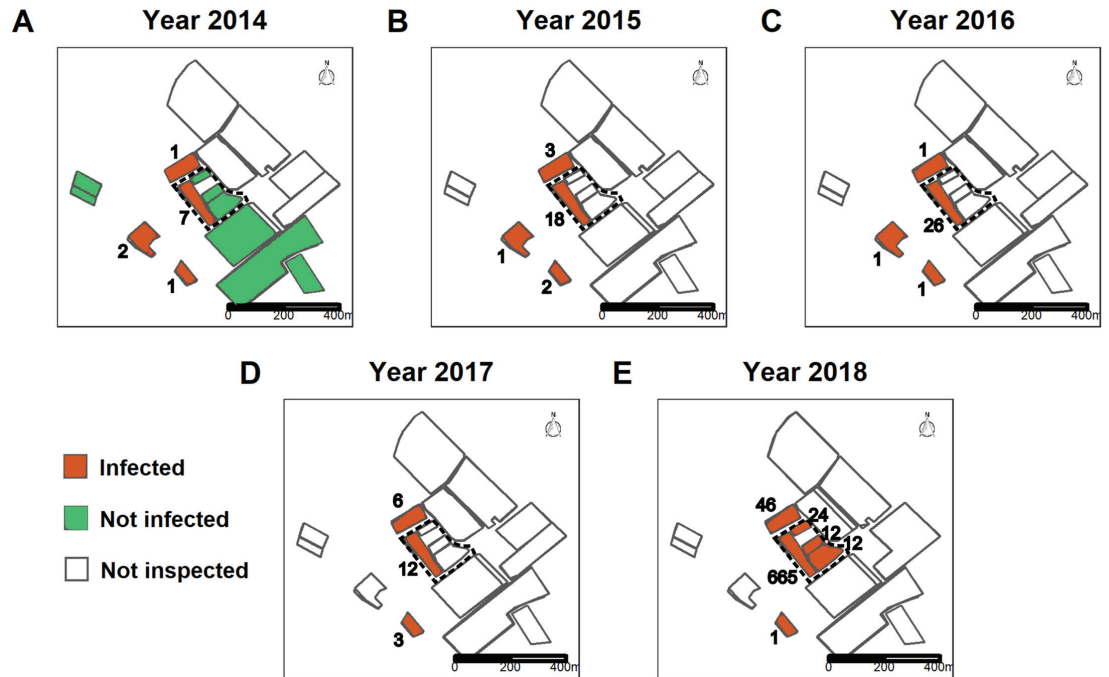 A Year 2014
B Year 2015
C Year 2016
N
1
7
2
1
0 200 400m
N
3
18
1
2
0 200 400m
N
1
26
1
1
0 200 400m
D Year 2017
E Year 2018
Infected
Not infected
Not inspected
N
6
12
3
0 200 400m
N
46
24
12
12
665
1
0 200 400m